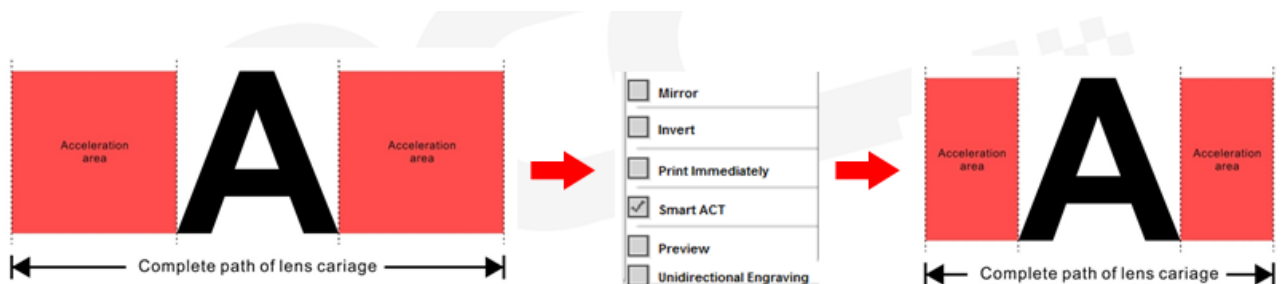 Acceleration
area
A
Acceleration
area
Complete path of lens cariage
Mirror
Invert
Print Immediately
Smart ACT
Preview
Unidirectional Engraving
Acceleration
area
A
Acceleration
area
Complete path of lens cariage